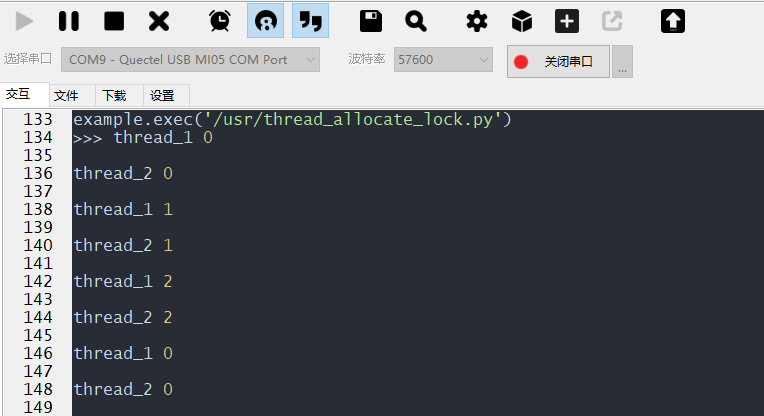 选择串口 COM9 - Quectel USB MI05 COM Port 波特率 57600 关闭串口 ...
交互 文件 下载 设置
133 example.exec('/usr/thread_allocate_lock.py')
134 >>> thread_1 0
135
136 thread_2 0
137
138 thread_1 1
139
140 thread_2 1
141
142 thread_1 2
143
144 thread_2 2
145
146 thread_1 0
147
148 thread_2 0
149